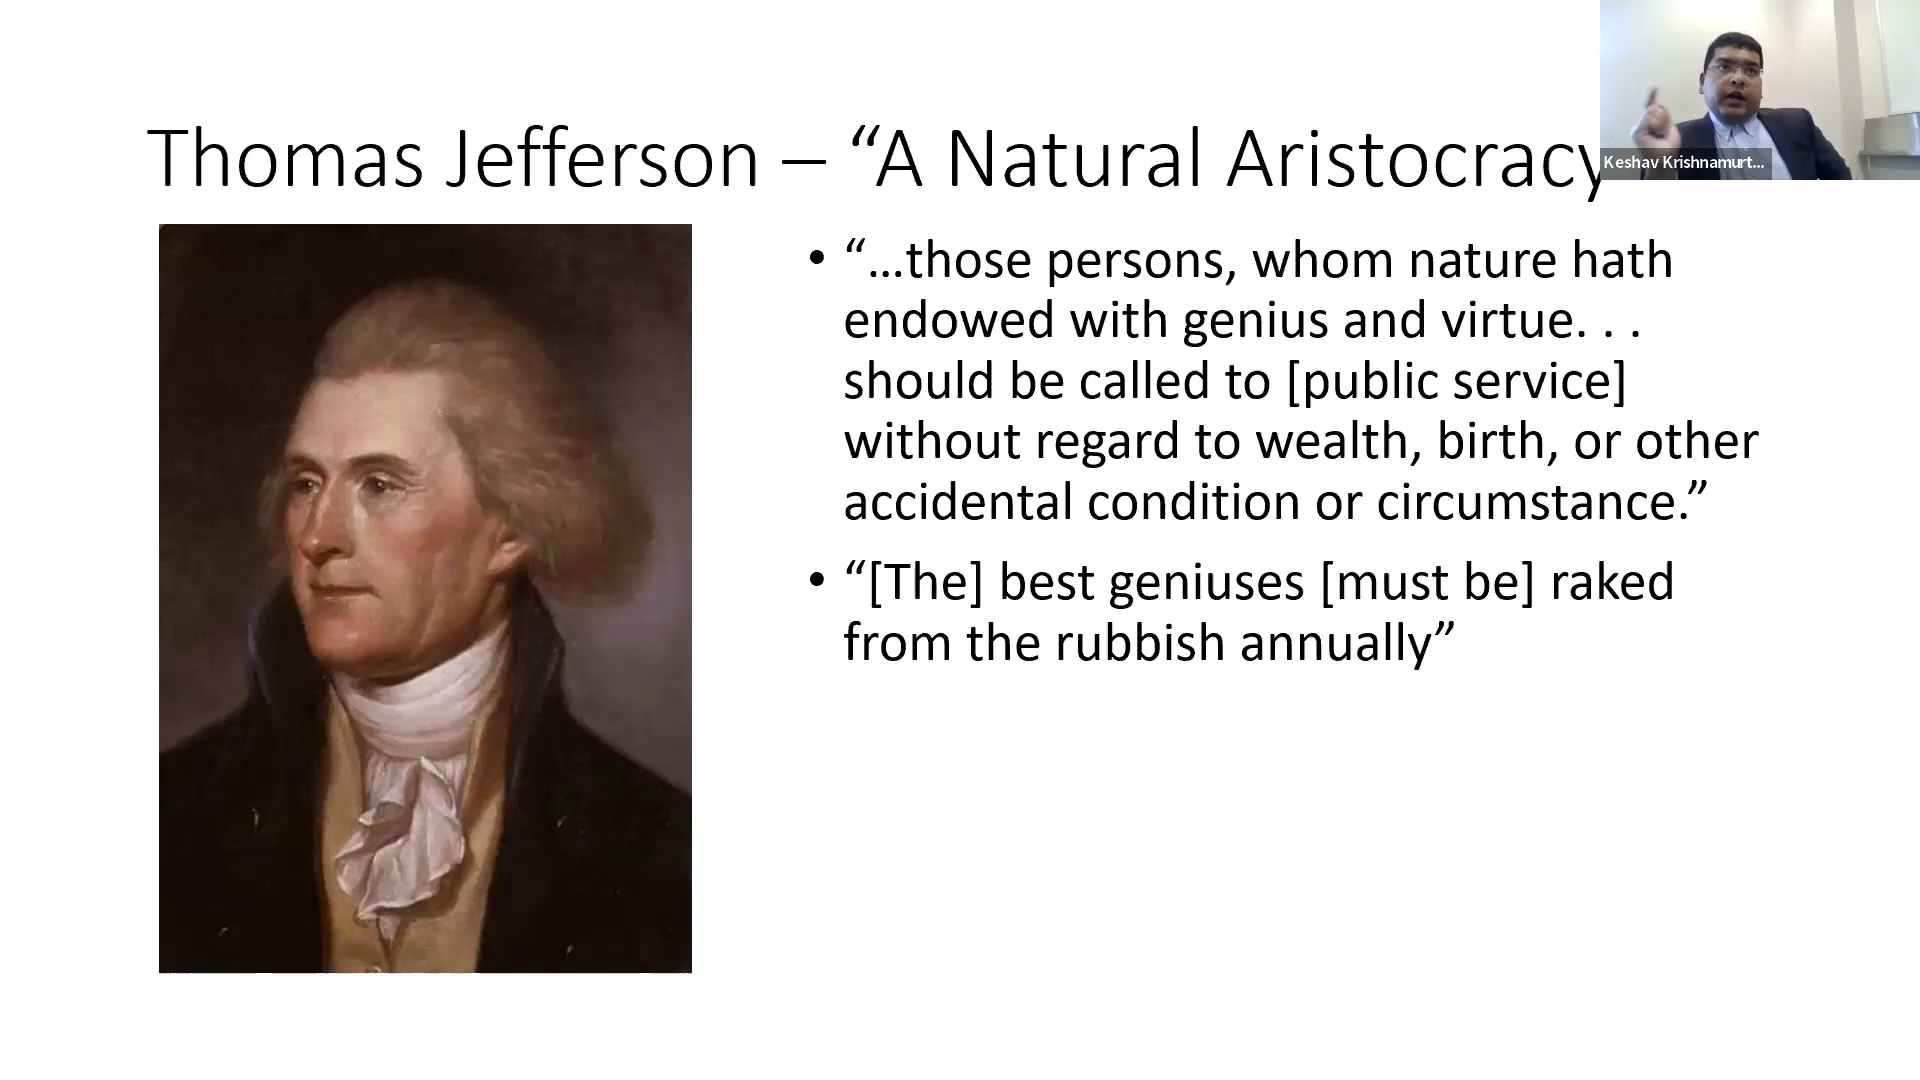 Thomas Jefferson – “A Natural Aristocracy
Keshav Krishnamurt...
• “…those persons, whom nature hath
endowed with genius and virtue. . .
should be called to [public service]
without regard to wealth, birth, or other
accidental condition or circumstance.”
• “[The] best geniuses [must be] raked
from the rubbish annually”